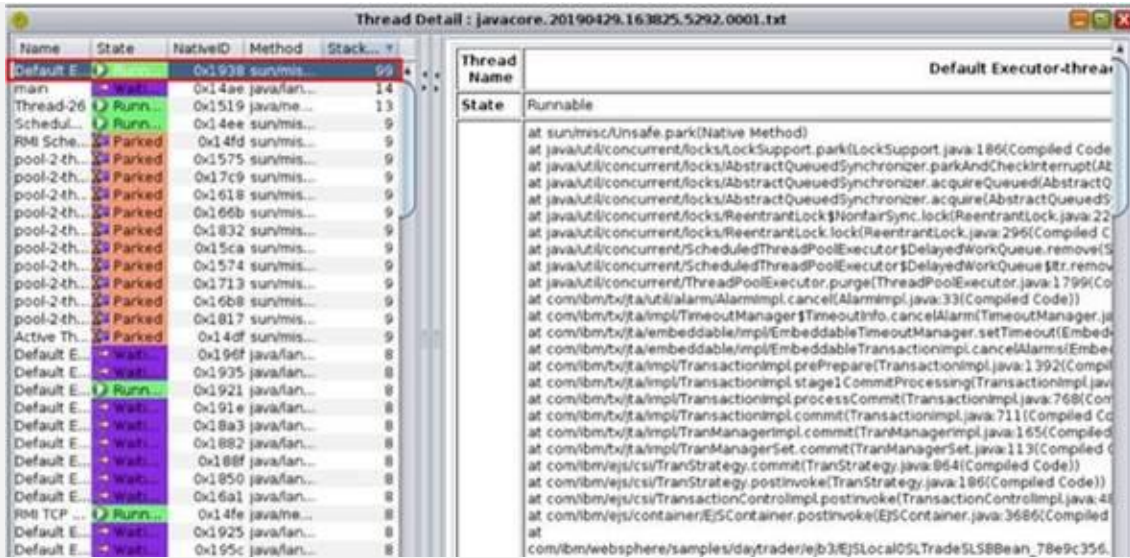 Thread Detail : javacore.20190429.163825.5292.0001.txt
Name State NativeID Method Stack...
Default E... Runn... 0x1938 sun/mis... 99
main Waiti... 0x14ae java/lan... 14
Thread-26 Runn... 0x1519 java/ne... 13
Schedul... Runn... 0x14ee sun/mis... 9
RMI Sche... Parked 0x14fd sun/mis... 9
pool-2-th... Parked 0x1575 sun/mis... 9
pool-2-th... Parked 0x17c9 sun/mis... 9
pool-2-th... Parked 0x1618 sun/mis... 9
pool-2-th... Parked 0x166b sun/mis... 9
pool-2-th... Parked 0x1832 sun/mis... 9
pool-2-th... Parked 0x15ca sun/mis... 9
pool-2-th... Parked 0x1574 sun/mis... 9
pool-2-th... Parked 0x1713 sun/mis... 9
pool-2-th... Parked 0x16b8 sun/mis... 9
pool-2-th... Parked 0x1817 sun/mis... 9
Active Th... Parked 0x14df sun/mis... 9
Default E... Waiti... 0x196f java/lan... 8
Default E... Waiti... 0x1935 java/lan... 8
Default E... Runn... 0x1921 java/lan... 8
Default E... Waiti... 0x191e java/lan... 8
Default E... Waiti... 0x18a3 java/lan... 8
Default E... Waiti... 0x1882 java/lan... 8
Default E... Waiti... 0x188f java/lan... 8
Default E... Waiti... 0x1850 java/lan... 8
Default E... Waiti... 0x16a1 java/lan... 8
RMI TCP ... Runn... 0x14fe java/ne... 8
Default E... Waiti... 0x1925 java/lan... 8
Default E... Waiti... 0x195c java/lan... 8
Thread Name Default Executor-threa
State Runnable
at sun/misc/Unsafe.park(Native Method)
at java/util/concurrent/locks/LockSupport.park(LockSupport.java:186(Compiled Code
at java/util/concurrent/locks/AbstractQueuedSynchronizer.parkAndCheckInterrupt(Ab
at java/util/concurrent/locks/AbstractQueuedSynchronizer.acquireQueued(AbstractQ
at java/util/concurrent/locks/AbstractQueuedSynchronizer.acquire(AbstractQueuedS
at java/util/concurrent/locks/ReentrantLock$NonfairSync.lock(ReentrantLock.java:22
at java/util/concurrent/locks/ReentrantLock.lock(ReentrantLock.java:296(Compiled C
at java/util/concurrent/ScheduledThreadPoolExecutor$DelayedWorkQueue.remove(S
at java/util/concurrent/ScheduledThreadPoolExecutor$DelayedWorkQueue$Itr.remov
at java/util/concurrent/ThreadPoolExecutor.purge(ThreadPoolExecutor.java:1799(Co
at com/ibm/tx/jta/util/alarm/AlarmImpl.cancel(AlarmImpl.java:33(Compiled Code))
at com/ibm/tx/jta/impl/TimeoutManager$TimeoutInfo.cancelAlarm(TimeoutManager.ja
at com/ibm/tx/jta/embeddable/impl/EmbeddableTimeoutManager.setTimeout(Embed
at com/ibm/tx/jta/embeddable/impl/EmbeddableTransactionImpl.cancelAlarms(Embe
at com/ibm/tx/jta/impl/TransactionImpl.prePrepare(TransactionImpl.java:1392(Compil
at com/ibm/tx/jta/impl/TransactionImpl.stage1CommitProcessing(TransactionImpl.jav
at com/ibm/tx/jta/impl/TransactionImpl.processCommit(TransactionImpl.java:768(Com
at com/ibm/tx/jta/impl/TransactionImpl.commit(TransactionImpl.java:711(Compiled Co
at com/ibm/tx/jta/impl/TranManagerImpl.commit(TranManagerImpl.java:165(Compiled
at com/ibm/tx/jta/impl/TranManagerSet.commit(TranManagerSet.java:113(Compiled C
at com/ibm/ejs/csi/TranStrategy.commit(TranStrategy.java:864(Compiled Code))
at com/ibm/ejs/csi/TranStrategy.postInvoke(TranStrategy.java:186(Compiled Code))
at com/ibm/ejs/csi/TransactionControlImpl.postInvoke(TransactionControlImpl.java:48
at com/ibm/ejs/container/EJSContainer.postInvoke(EJSContainer.java:3686(Compiled
at
com/ibm/websphere/samples/daytrader/ejb3/EJSLocal0SLTradeSLSBBean_78e9c356.